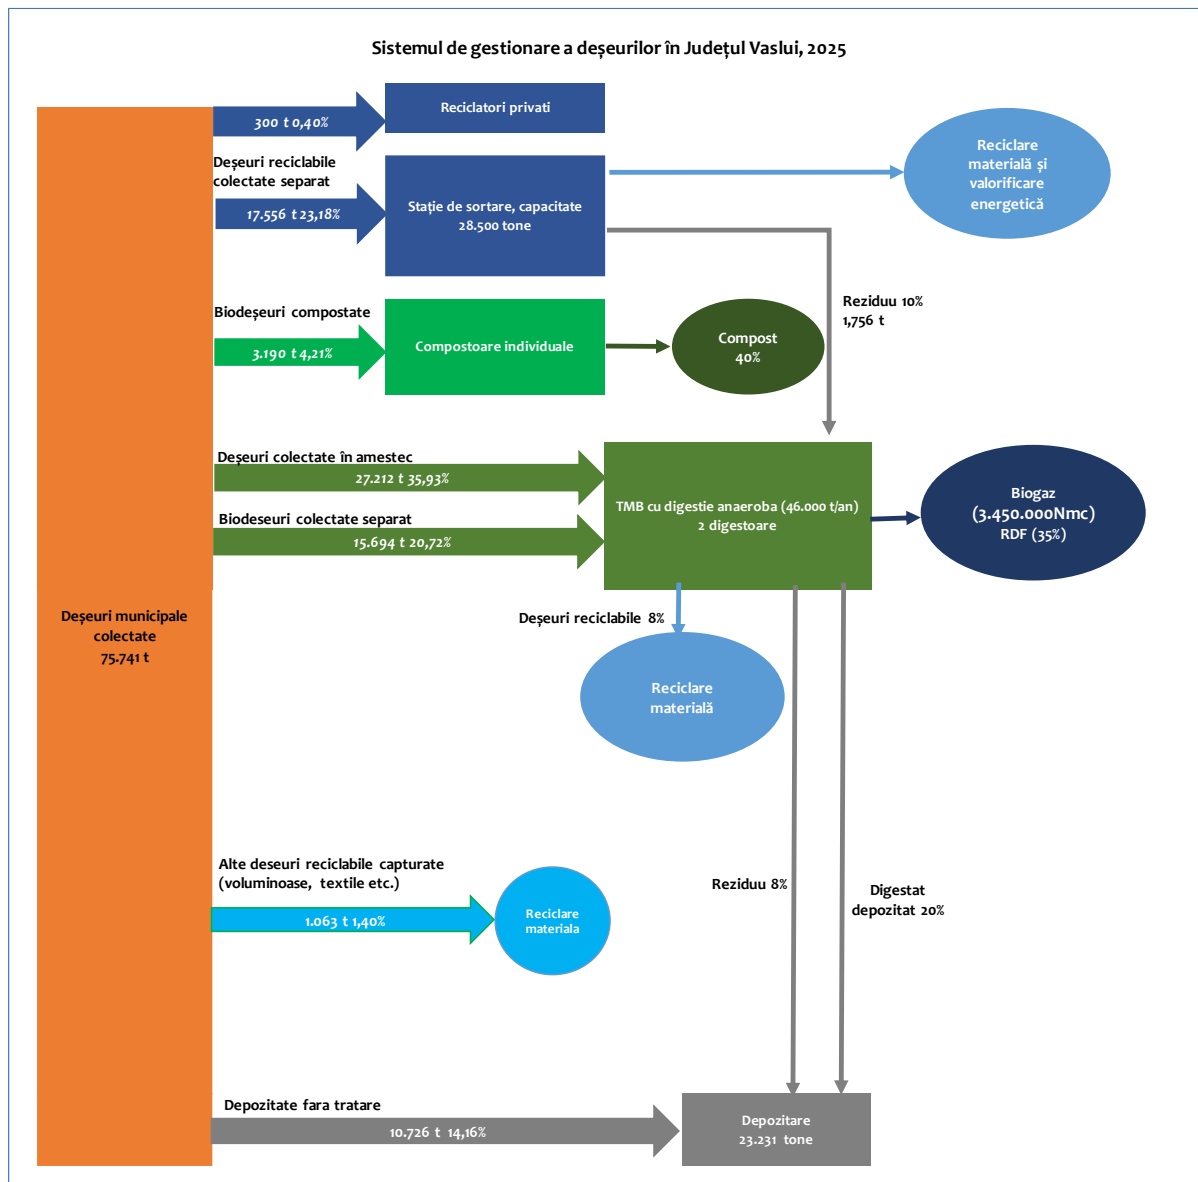 Sistemul de gestionare a deșeurilor în Județul Vaslui, 2025
300 t 0,40%
Reciclatori privati
Deșeuri reciclabile
colectate separat
17.556 t 23,18%
Stație de sortare, capacitate
28.500 tone
Reciclare
materială și
valorificare
energetică
Reziduu 10%
1,756 t
Biodeșeuri compostate
3.190 t 4,21%
Compostoare individuale
Compost
40%
Deșeuri colectate în amestec
27.212 t 35,93%
Biodeseuri colectate separat
15.694 t 20,72%
TMB cu digestie anaeroba (46.000 t/an)
2 digestoare
Biogaz
(3.450.000Nmc)
RDF (35%)
Deșeuri municipale
colectate
75.741 t
Deșeuri reciclabile 8%
Reciclare
materială
Alte deseuri reciclabile capturate
(voluminoase, textile etc.)
1.063 t 1,40%
Reciclare
materiala
Reziduu 8%
Digestat
depozitat 20%
Depozitate fara tratare
10.726 t 14,16%
Depozitare
23.231 tone